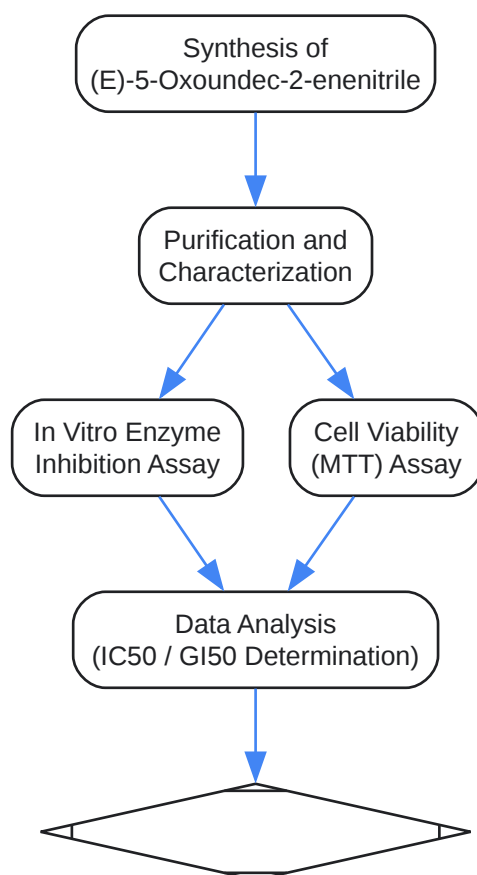 Synthesis of
(E)-5-Oxoundec-2-enenitrile
Purification and
Characterization
In Vitro Enzyme
Inhibition Assay
Cell Viability
(MTT) Assay
Data Analysis
(IC50 / GI50 Determination)